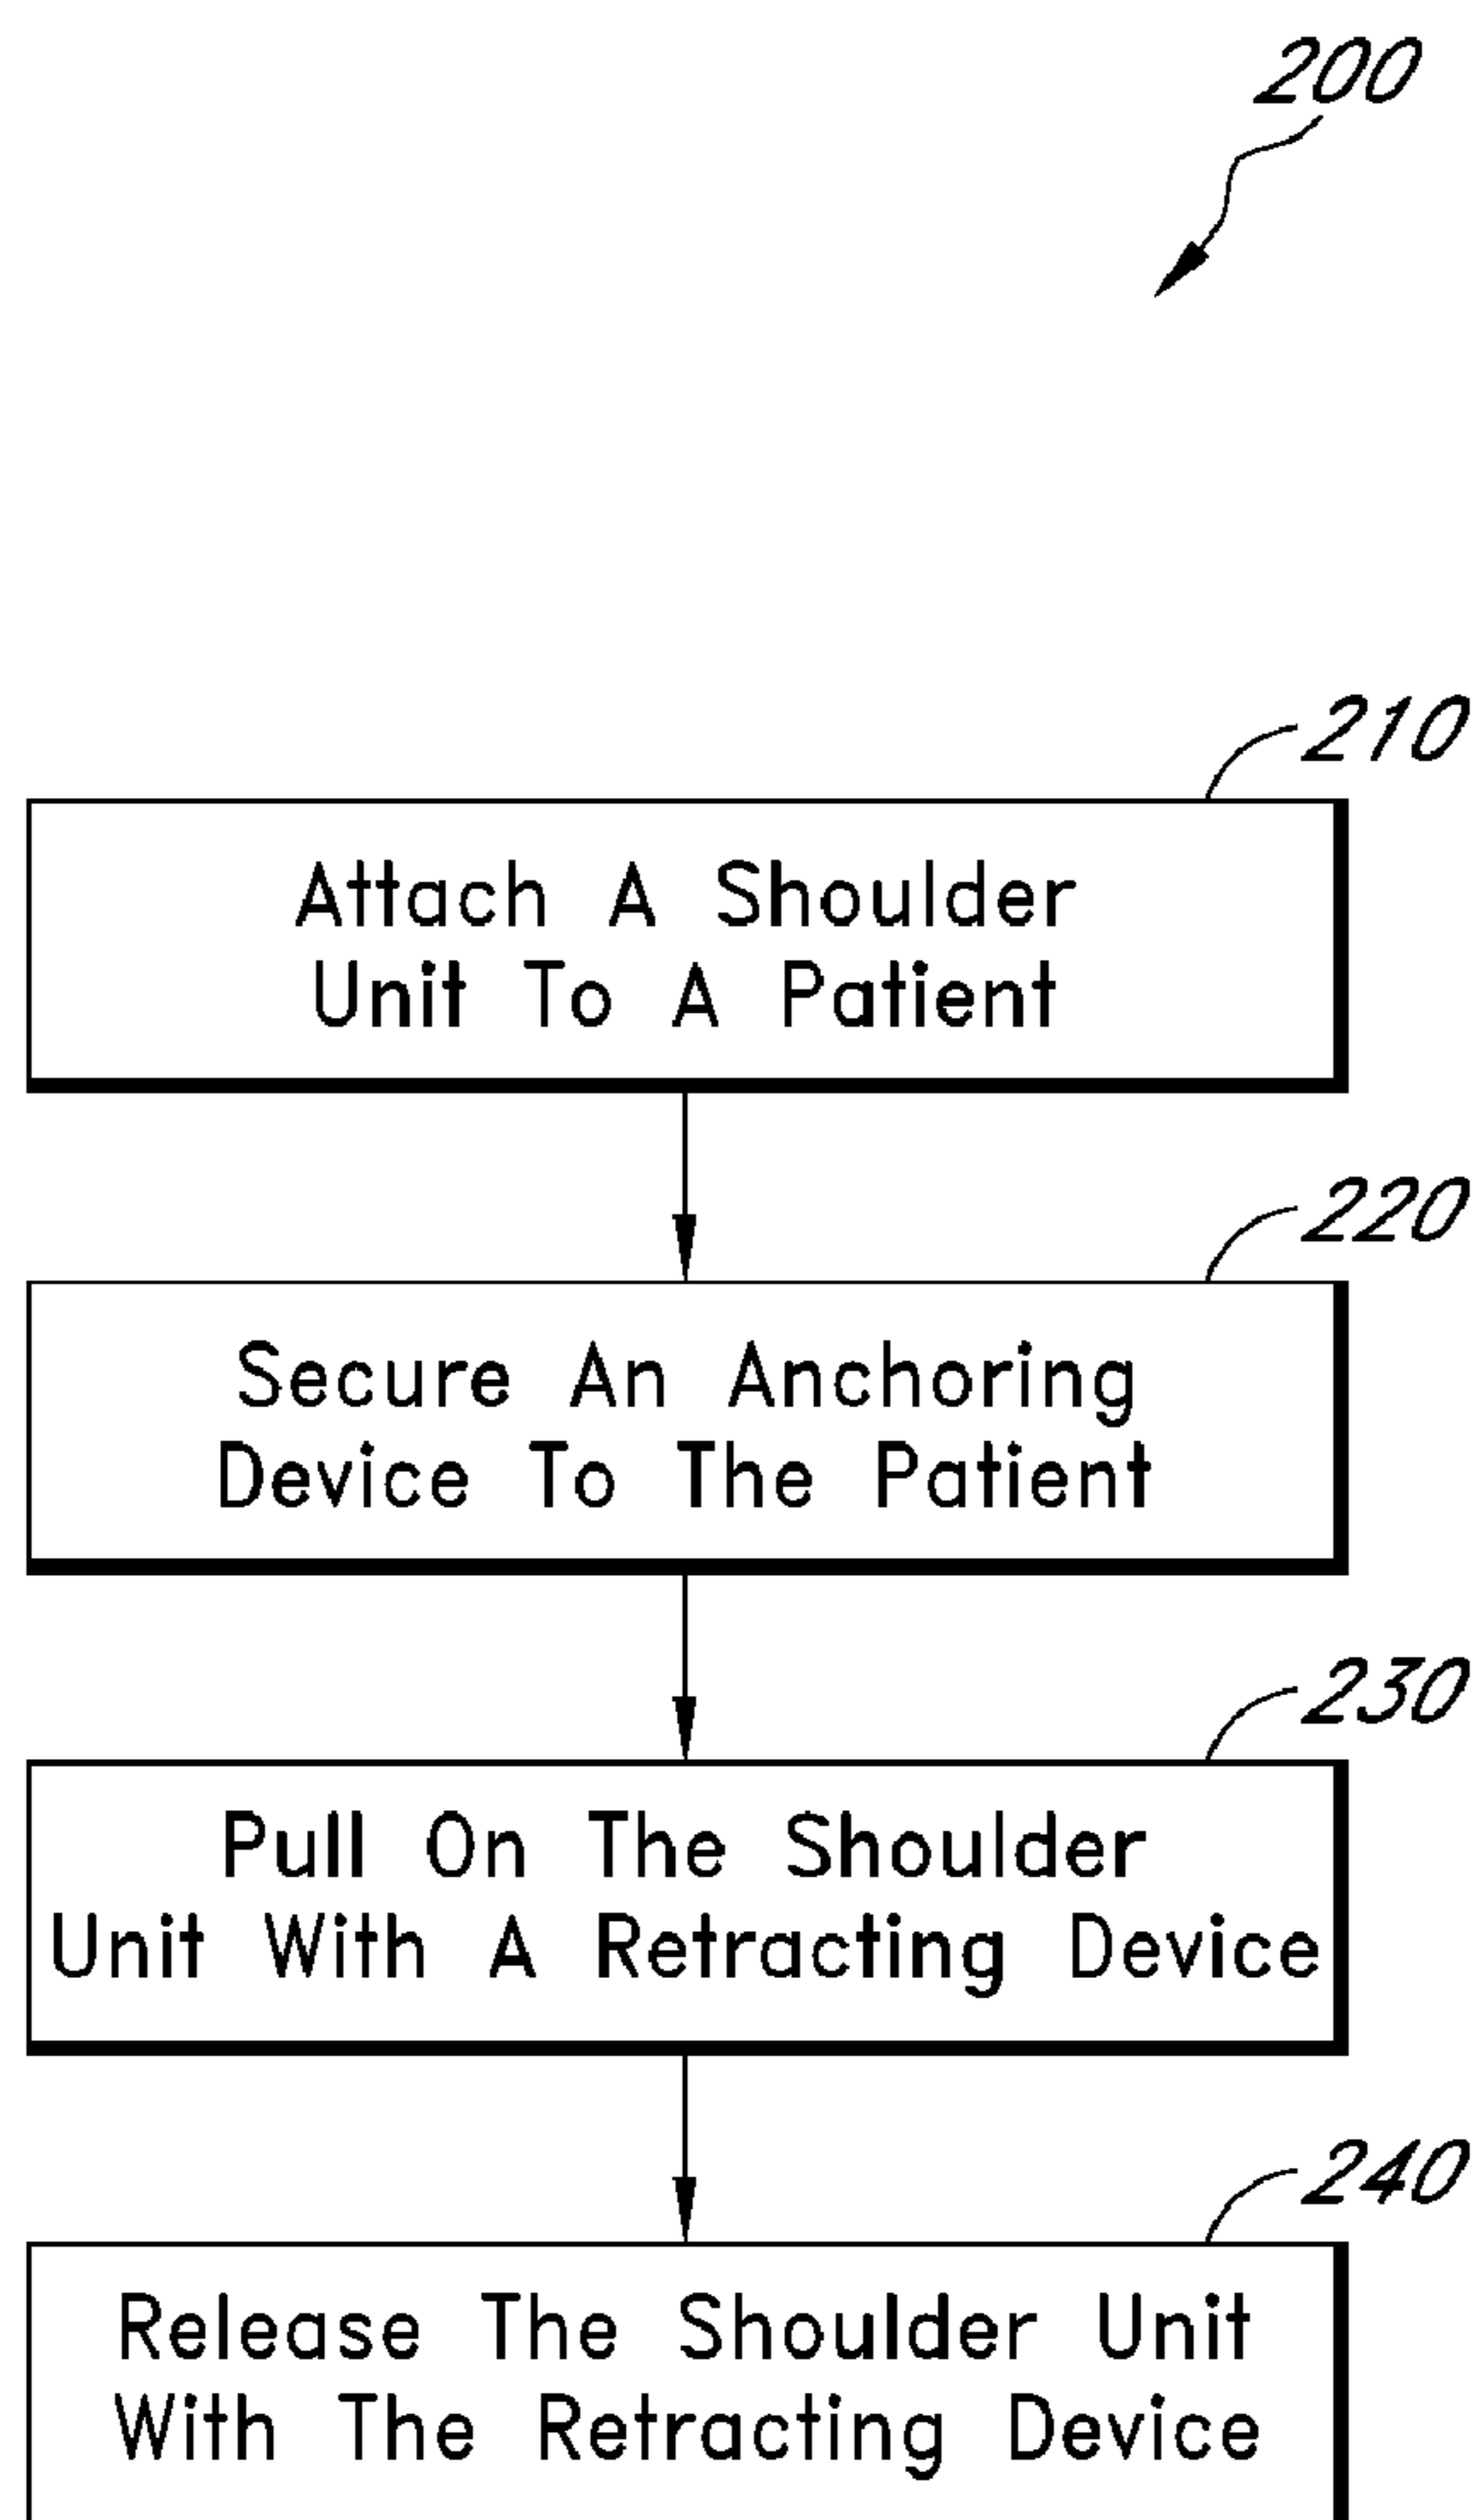 200
210
Attach A Shoulder
Unit To A Patient
220
Secure An Anchoring
Device To The Patient
230
Pull On The Shoulder
Unit With A Retracting Device
240
Release The Shoulder Unit
With The Retracting Device